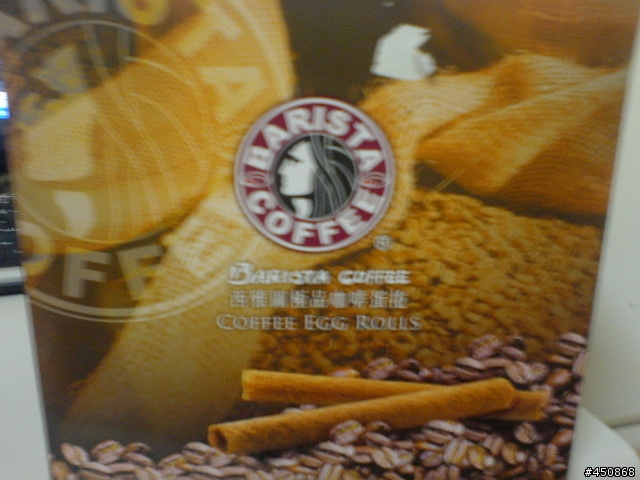 BARISTA
COFFEE
®
BARISTA COFFEE
西雅圖極品咖啡蛋捲
COFFEE EGG ROLLS
#450868